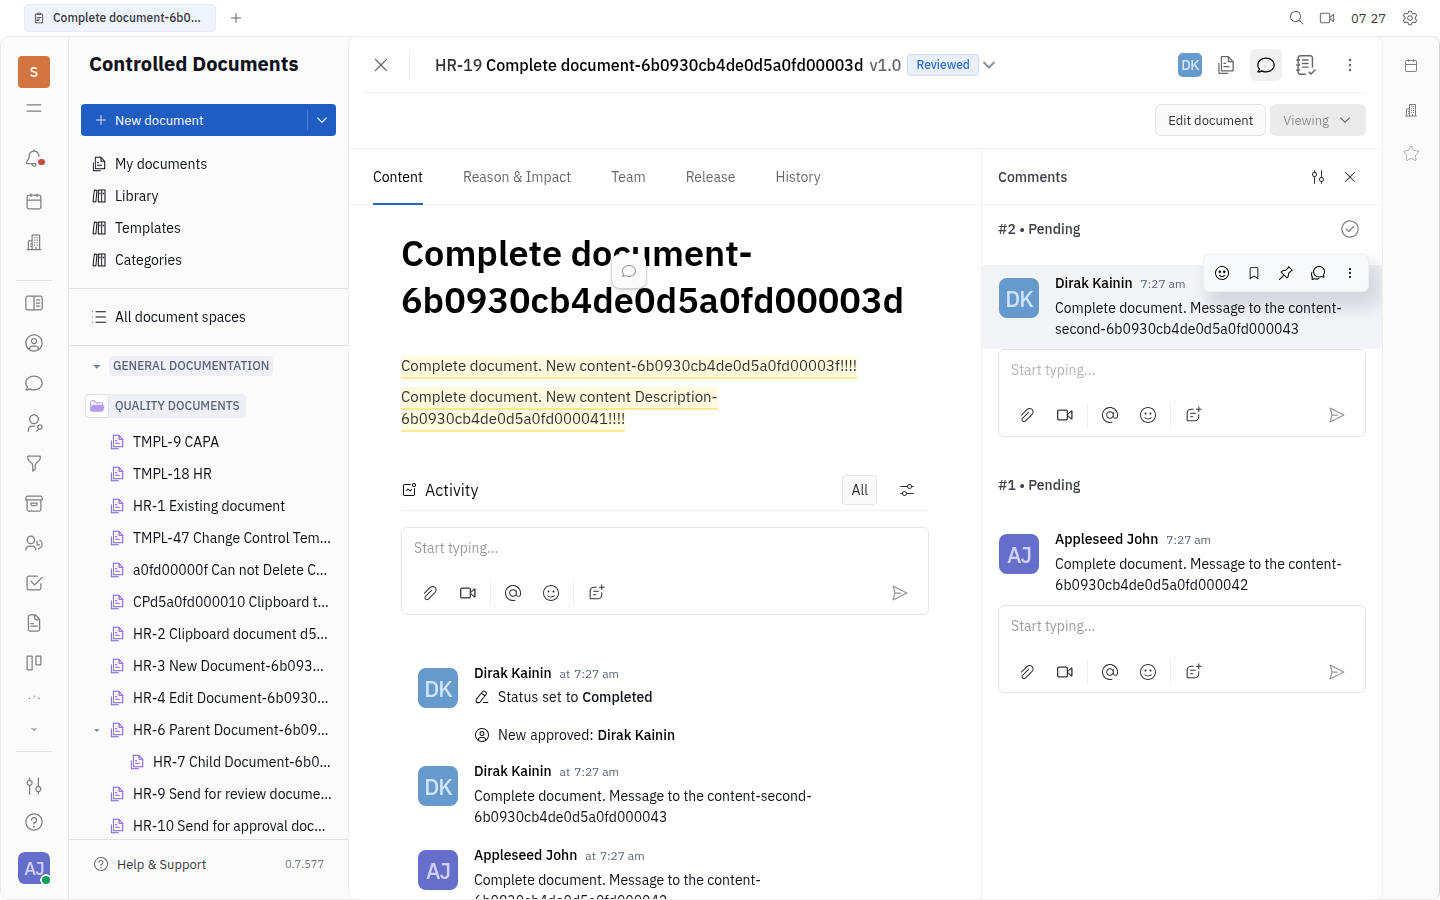 Complete document-6b0...
07 27
S
Controlled Documents
New document
My documents
Library
Templates
Categories
All document spaces
GENERAL DOCUMENTATION
QUALITY DOCUMENTS
TMPL-9 CAPA
TMPL-18 HR
HR-1 Existing document
TMPL-47 Change Control Tem...
a0fd00000f Can not Delete C...
CPd5a0fd000010 Clipboard t...
HR-2 Clipboard document d5...
HR-3 New Document-6b093...
HR-4 Edit Document-6b0930...
HR-6 Parent Document-6b09...
HR-7 Child Document-6b0...
HR-9 Send for review docume...
HR-10 Send for approval doc...
Help & Support
0.7.577
AJ
HR-19 Complete document-6b0930cb4de0d5a0fd00003d v1.0 Reviewed
DK
Edit document
Viewing
Content
Reason & Impact
Team
Release
History
Complete document-
6b0930cb4de0d5a0fd00003d
Complete document. New content-6b0930cb4de0d5a0fd00003f!!!!
Complete document. New content Description-
6b0930cb4de0d5a0fd000041!!!!
Activity
All
Start typing...
DK
Dirak Kainin at 7:27 am
Status set to Completed
New approved: Dirak Kainin
DK
Dirak Kainin at 7:27 am
Complete document. Message to the content-second-
6b0930cb4de0d5a0fd000043
AJ
Appleseed John at 7:27 am
Complete document. Message to the content-
6b0930cb4de0d5a0fd000042
Comments
#2 • Pending
DK
Dirak Kainin 7:27 am
Complete document. Message to the content-
second-6b0930cb4de0d5a0fd000043
Start typing...
#1 • Pending
AJ
Appleseed John 7:27 am
Complete document. Message to the content-
6b0930cb4de0d5a0fd000042
Start typing...